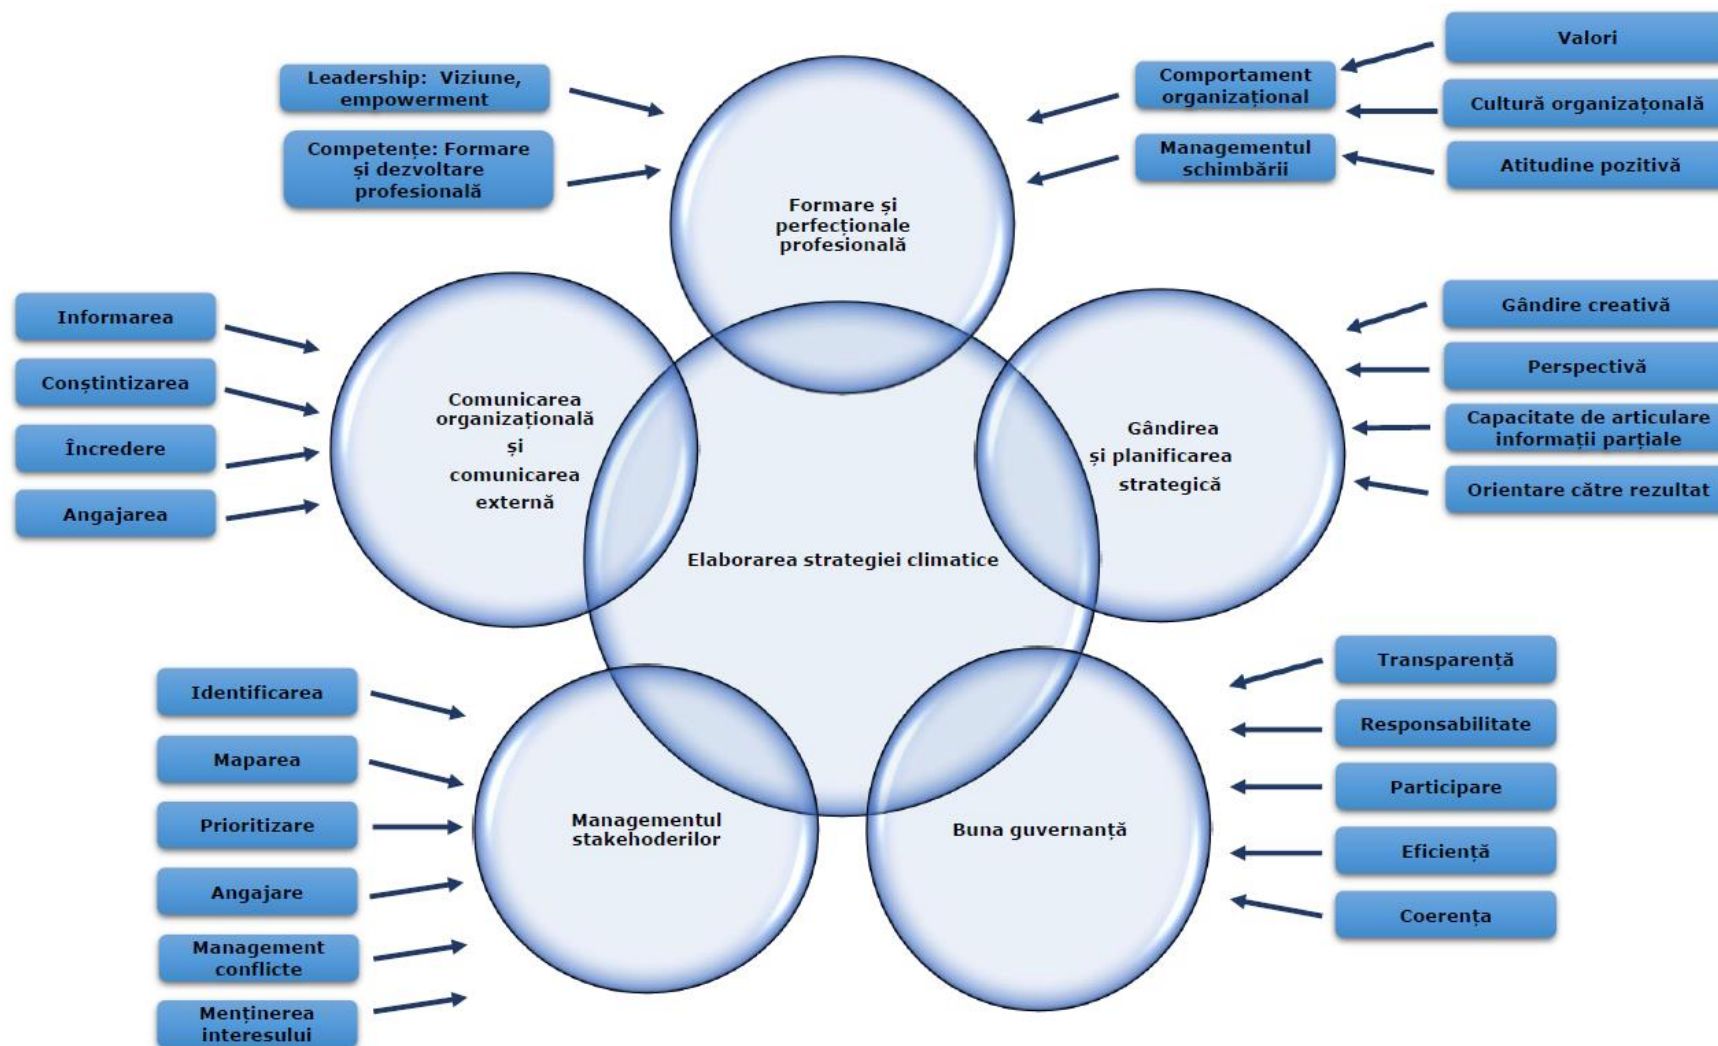 Leadership: Viziune,
empowerment
Competențe: Formare
și dezvoltare
profesională
Comportament
organizațional
Managementul
schimbării
Valori
Cultură organizațonală
Atitudine pozitivă
Formare și
perfecționale
profesională
Informarea
Conștintizarea
Încredere
Angajarea
Comunicarea
organizațională
și
comunicarea
externă
Gândirea
și planificarea
strategică
Gândire creativă
Perspectivă
Capacitate de articulare
informații parțiale
Orientare către rezultat
Elaborarea strategiei climatice
Identificarea
Maparea
Prioritizare
Angajare
Management
conflicte
Menținerea
interesului
Managementul
stakehoderilor
Buna guvernanță
Transparență
Responsabilitate
Participare
Eficiență
Coerența